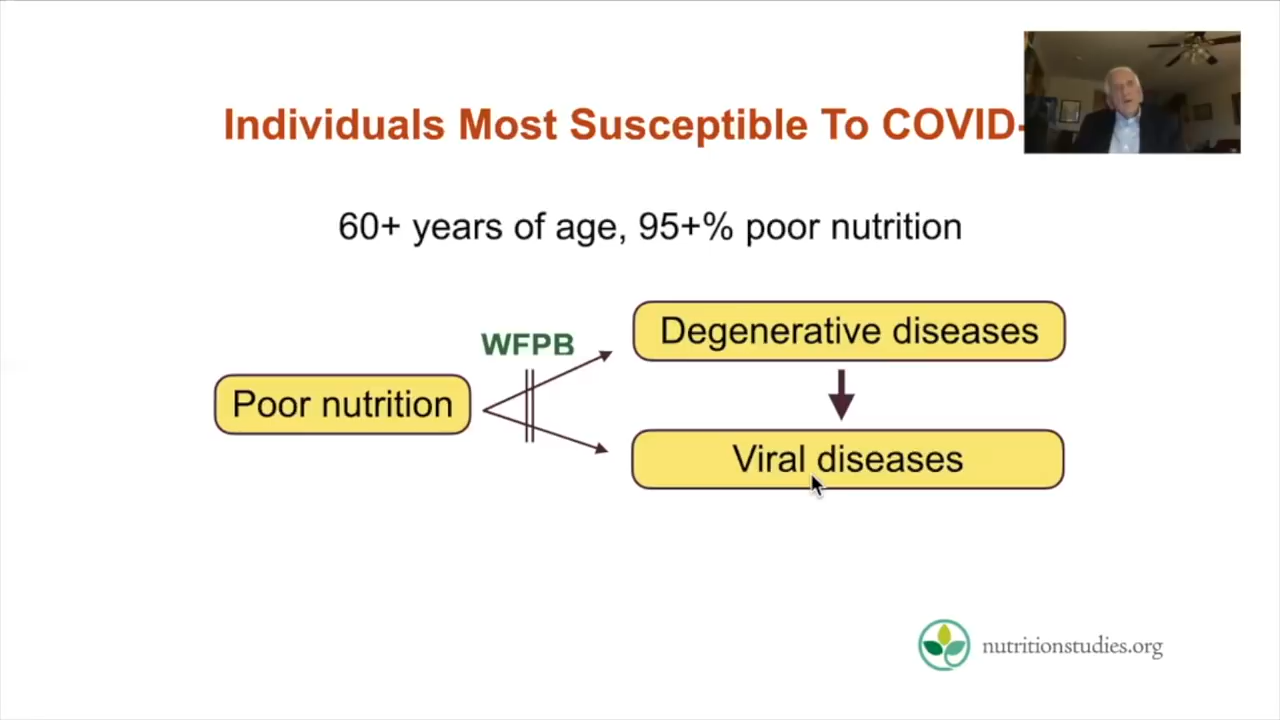 Individuals Most Susceptible To COVID-
60+ years of age, 95+% poor nutrition
WFPB
Degenerative diseases
Poor nutrition
Viral diseases
nutritionstudies.org